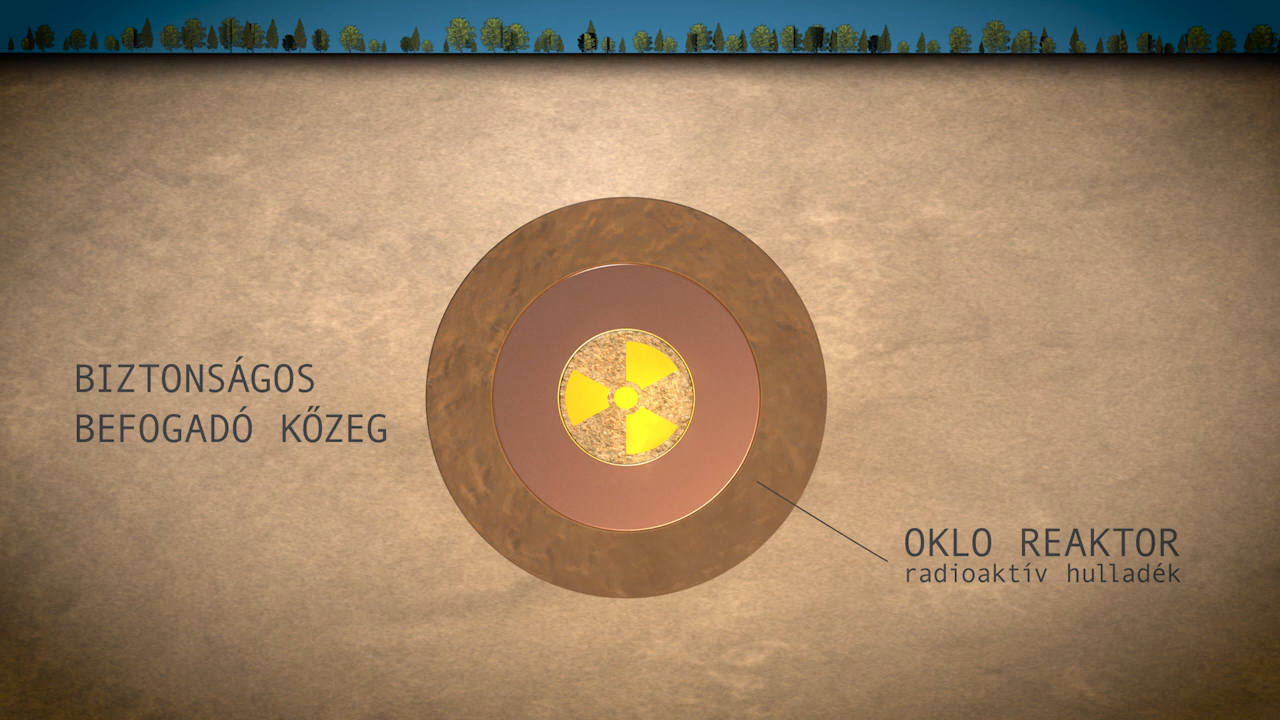 BIZTONSÁGOS
BEFOGADÓ KŐZEG
OKLO REAKTOR
radioaktív hulladék